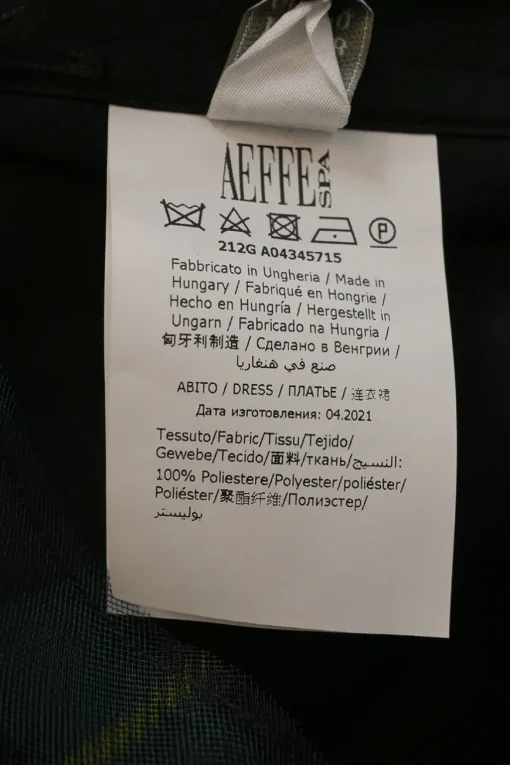 AEFFE SPA
P
212G A04345715
Fabbricato in Ungheria / Made in
Hungary / Fabriqué en Hongrie /
Hecho en Hungría / Hergestellt in
Ungarn / Fabricado na Hungria /
匈牙利制造 / Сделано в Венгрии /
صنع في هنغاريا
ABITO / DRESS / ПЛАТЬЕ / 连衣裙
Дата изготовления: 04.2021
Tessuto/Fabric/Tissu/Tejido/
Gewebe/Tecido/面料/ткань/النسيج:
100% Poliestere/Polyester/poliéster/
Poliéster/聚酯纤维/Полиэстер/
بوليستر